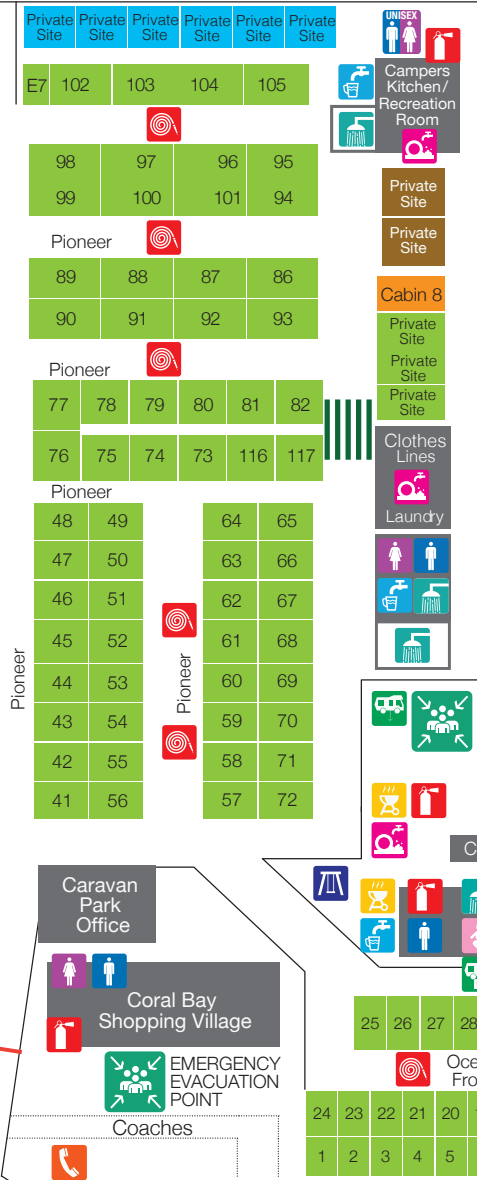 Private Private Private Private Private Private
Site Site Site Site Site Site
UNISEX
E7 102 103 104 105
Campers
Kitchen/
Recreation
Room
98 97 96 95
99 100 101 94
Private
Site
Private
Site
Pioneer
89 88 87 86
90 91 92 93
Cabin 8
Private
Site
Private
Site
Private
Site
Pioneer
77 78 79 80 81 82
76 75 74 73 116 117
Clothes
Lines
Laundry
Pioneer
48 49 64 65
47 50 63 66
46 51 62 67
45 52 61 68
44 53 60 69
43 54 59 70
42 55 58 71
41 56 57 72
Pioneer
Pioneer
Caravan
Park
Office
Coral Bay
Shopping Village
EMERGENCY
EVACUATION
POINT
Coaches
25 26 27 28
24 23 22 21 20
1 2 3 4 5